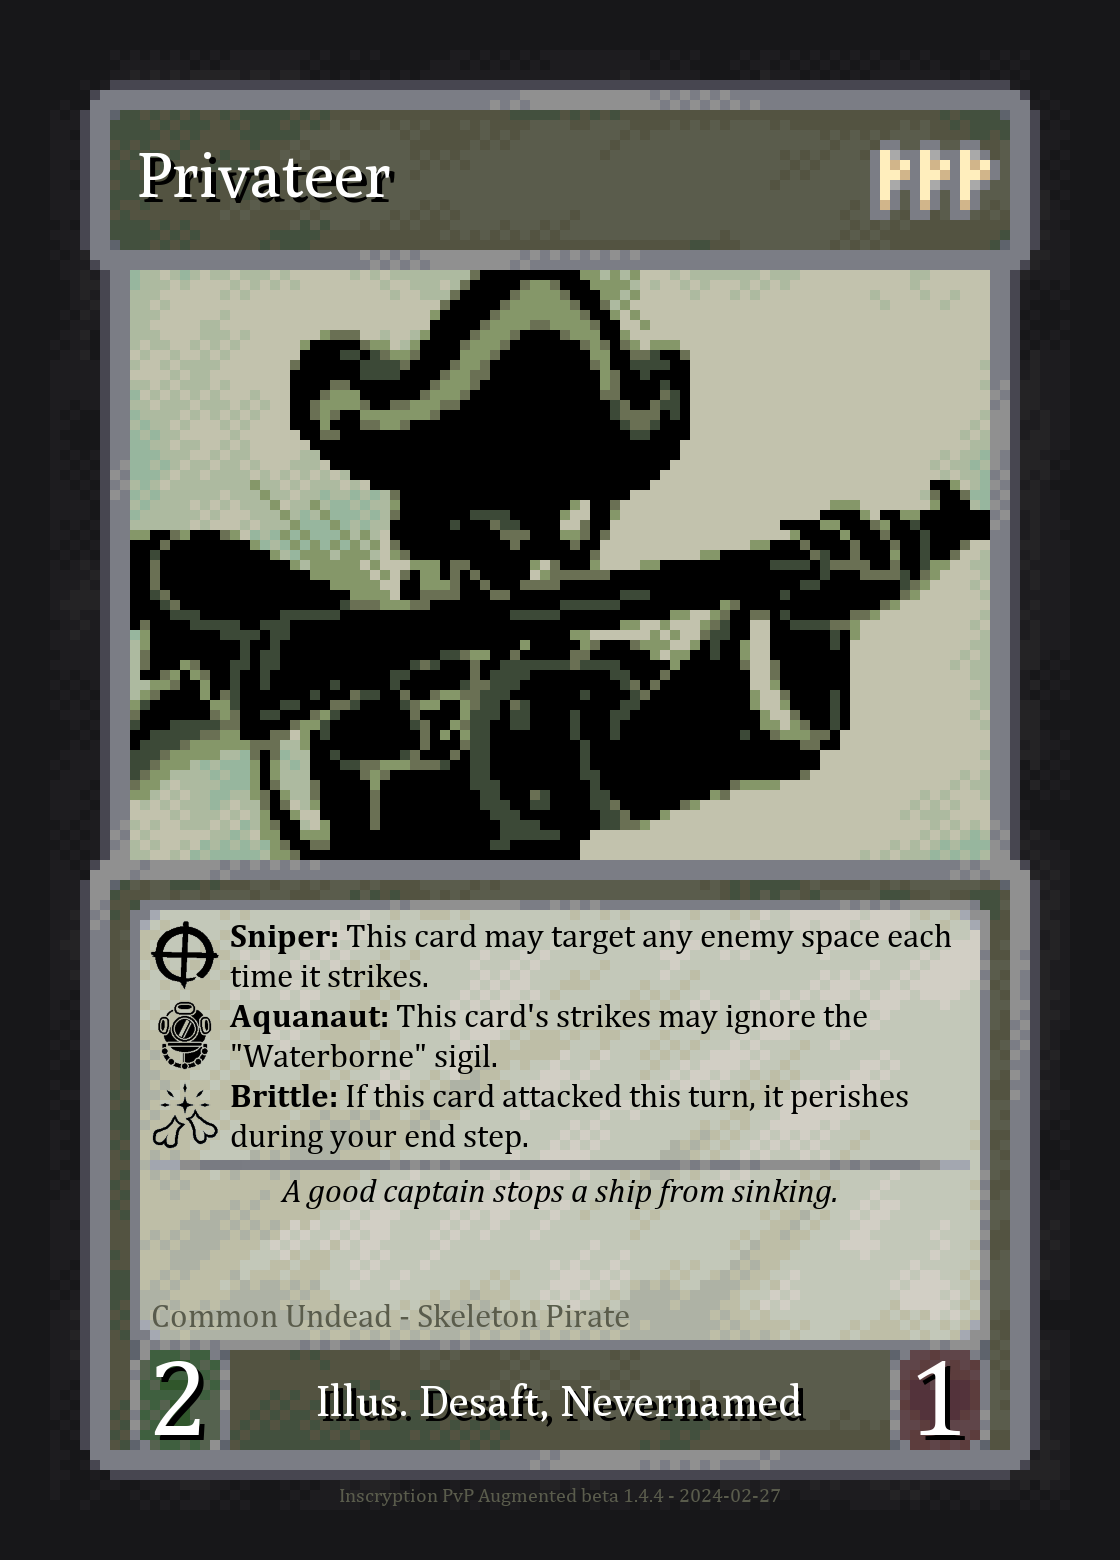 Privateer
Sniper: This card may target any enemy space each
time it strikes.
Aquanaut: This card's strikes may ignore the
"Waterborne" sigil.
Brittle: If this card attacked this turn, it perishes
during your end step.
A good captain stops a ship from sinking.
Common Undead - Skeleton Pirate
2
Illus. Desaft, Nevernamed
1
Inscryption PvP Augmented beta 1.4.4 - 2024-02-27